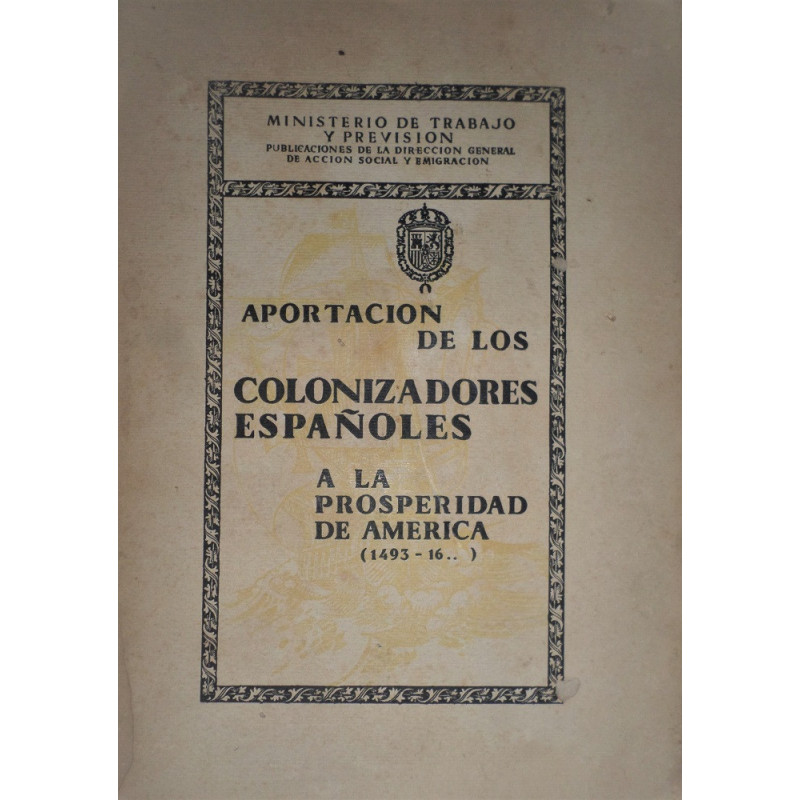 MINISTERIO DE TRABAJO
Y PREVISION
PUBLICACIONES DE LA DIRECCION GENERAL
DE ACCION SOCIAL Y EMIGRACION
APORTACION
DE LOS
COLONIZADORES
ESPAÑOLES
A LA
PROSPERIDAD
DE AMERICA
(1493 - 16.. )